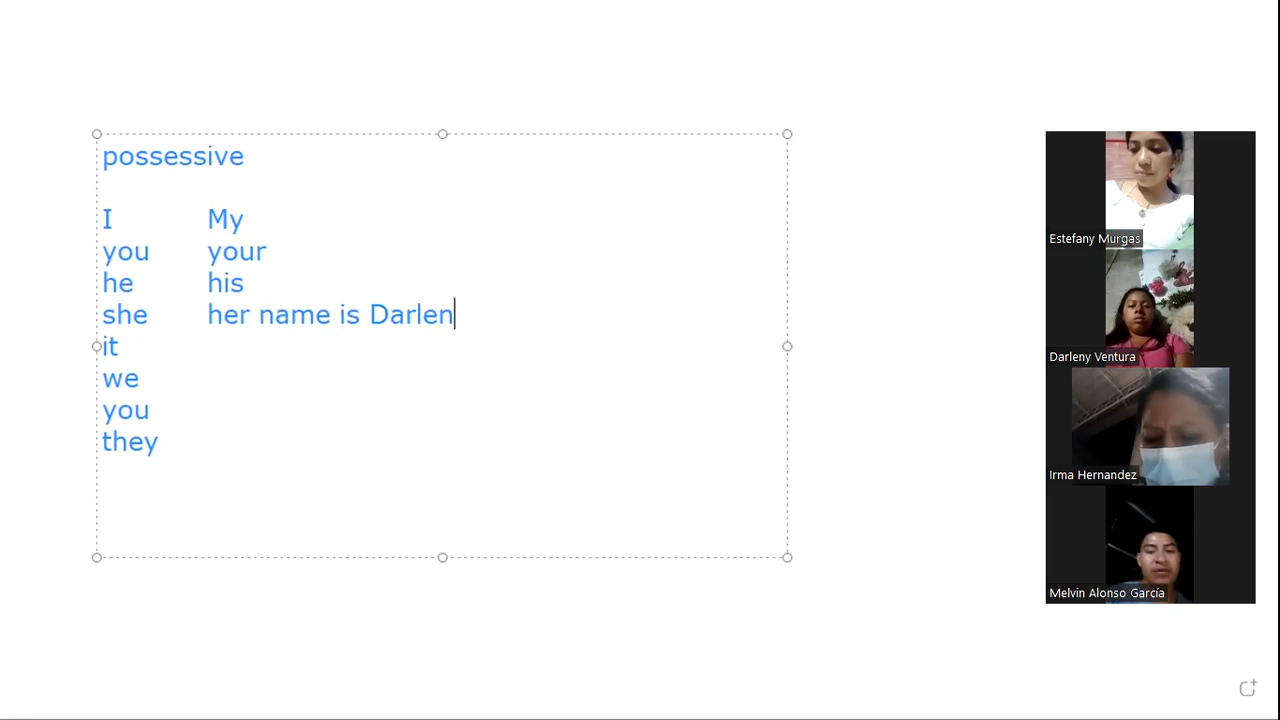 possessive
I My
you your
he his
she her name is Darlen
it
we
you
they
Estefany Murgas
Darleny Ventura
Irma Hernandez
Melvin Alonso García